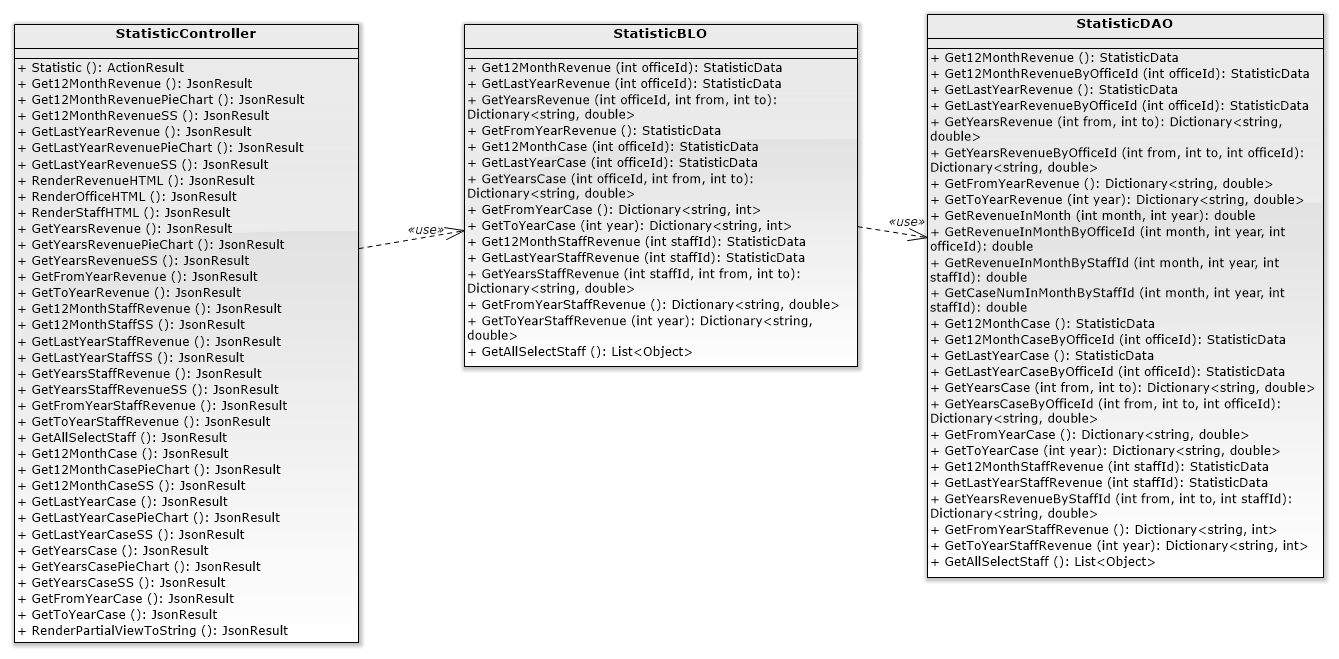 StatisticController
+ Statistic (): ActionResult
+ Get12MonthRevenue (): JsonResult
+ Get12MonthRevenuePieChart (): JsonResult
+ Get12MonthRevenueSS (): JsonResult
+ GetLastYearRevenue (): JsonResult
+ GetLastYearRevenuePieChart (): JsonResult
+ GetLastYearRevenueSS (): JsonResult
+ RenderRevenueHTML (): JsonResult
+ RenderOfficeHTML (): JsonResult
+ RenderStaffHTML (): JsonResult
+ GetYearsRevenue (): JsonResult
+ GetYearsRevenuePieChart (): JsonResult
+ GetYearsRevenueSS (): JsonResult
+ GetFromYearRevenue (): JsonResult
+ GetToYearRevenue (): JsonResult
+ Get12MonthStaffRevenue (): JsonResult
+ Get12MonthStaffSS (): JsonResult
+ GetLastYearStaffRevenue (): JsonResult
+ GetLastYearStaffSS (): JsonResult
+ GetYearsStaffRevenue (): JsonResult
+ GetYearsStaffRevenueSS (): JsonResult
+ GetFromYearStaffRevenue (): JsonResult
+ GetToYearStaffRevenue (): JsonResult
+ GetAllSelectStaff (): JsonResult
+ Get12MonthCase (): JsonResult
+ Get12MonthCasePieChart (): JsonResult
+ Get12MonthCaseSS (): JsonResult
+ GetLastYearCase (): JsonResult
+ GetLastYearCasePieChart (): JsonResult
+ GetLastYearCaseSS (): JsonResult
+ GetYearsCase (): JsonResult
+ GetYearsCasePieChart (): JsonResult
+ GetYearsCaseSS (): JsonResult
+ GetFromYearCase (): JsonResult
+ GetToYearCase (): JsonResult
+ RenderPartialViewToString (): JsonResult
«use»
StatisticBLO
+ Get12MonthRevenue (int officeId): StatisticData
+ GetLastYearRevenue (int officeId): StatisticData
+ GetYearsRevenue (int officeId, int from, int to):
Dictionary<string, double>
+ GetFromYearRevenue (): StatisticData
+ Get12MonthCase (int officeId): StatisticData
+ GetLastYearCase (int officeId): StatisticData
+ GetYearsCase (int officeId, int from, int to):
Dictionary<string, double>
+ GetFromYearCase (): Dictionary<string, int>
+ GetToYearCase (int year): Dictionary<string, int>
+ Get12MonthStaffRevenue (int staffId): StatisticData
+ GetLastYearStaffRevenue (int staffId): StatisticData
+ GetYearsStaffRevenue (int staffId, int from, int to):
Dictionary<string, double>
+ GetFromYearStaffRevenue (): Dictionary<string, double>
+ GetToYearStaffRevenue (int year): Dictionary<string,
double>
+ GetAllSelectStaff (): List<Object>
«use»
StatisticDAO
+ Get12MonthRevenue (): StatisticData
+ Get12MonthRevenueByOfficeId (int officeId): StatisticData
+ GetLastYearRevenue (): StatisticData
+ GetLastYearRevenueByOfficeId (int officeId): StatisticData
+ GetYearsRevenue (int from, int to): Dictionary<string,
double>
+ GetYearsRevenueByOfficeId (int from, int to, int officeId):
Dictionary<string, double>
+ GetFromYearRevenue (): Dictionary<string, double>
+ GetToYearRevenue (int year): Dictionary<string, double>
+ GetRevenueInMonth (int month, int year): double
+ GetRevenueInMonthByOfficeId (int month, int year, int
officeId): double
+ GetRevenueInMonthByStaffId (int month, int year, int
staffId): double
+ GetCaseNumInMonthByStaffId (int month, int year, int
staffId): double
+ Get12MonthCase (): StatisticData
+ Get12MonthCaseByOfficeId (int officeId): StatisticData
+ GetLastYearCase (): StatisticData
+ GetLastYearCaseByOfficeId (int officeId): StatisticData
+ GetYearsCase (int from, int to): Dictionary<string, double>
+ GetYearsCaseByOfficeId (int from, int to, int officeId):
Dictionary<string, double>
+ GetFromYearCase (): Dictionary<string, double>
+ GetToYearCase (int year): Dictionary<string, double>
+ Get12MonthStaffRevenue (int staffId): StatisticData
+ GetLastYearStaffRevenue (int staffId): StatisticData
+ GetYearsRevenueByStaffId (int from, int to, int staffId):
Dictionary<string, double>
+ GetFromYearStaffRevenue (): Dictionary<string, int>
+ GetToYearStaffRevenue (int year): Dictionary<string, int>
+ GetAllSelectStaff (): List<Object>